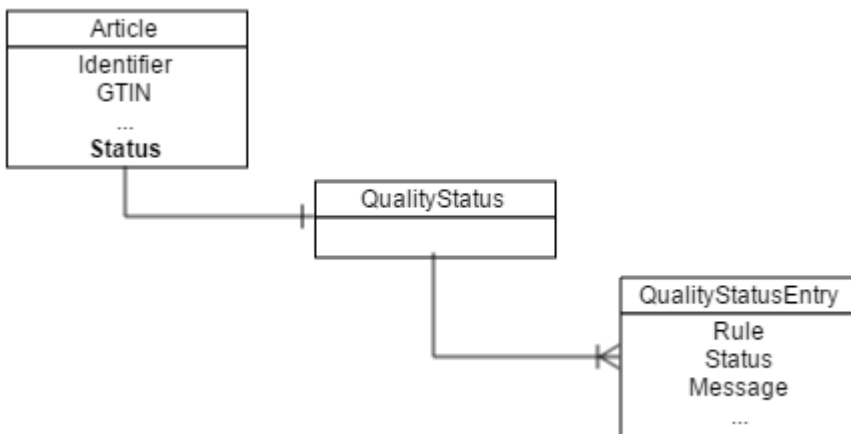 Article
Identifier
GTIN
...
Status
QualityStatus
QualityStatusEntry
Rule
Status
Message
...